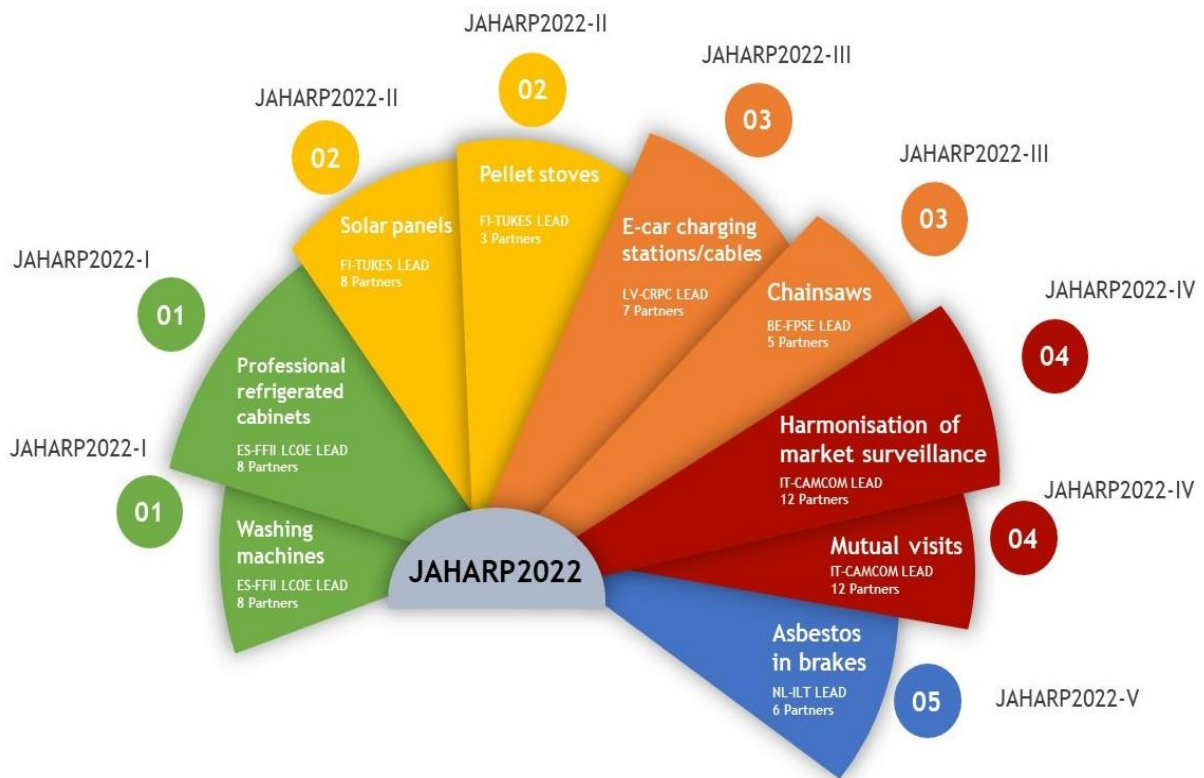 JAHARP2022-I
01
Washing
machines
ES-FFII LCOE LEAD
8 Partners
JAHARP2022-I
01
Professional
refrigerated
cabinets
ES-FFII LCOE LEAD
8 Partners
JAHARP2022-II
02
Solar panels
FI-TUKES LEAD
8 Partners
JAHARP2022-II
02
Pellet stoves
FI-TUKES LEAD
3 Partners
JAHARP2022-III
03
E-car charging
stations/cables
LV-CRPC LEAD
7 Partners
JAHARP2022-III
03
Chainsaws
BE-FPSE LEAD
5 Partners
JAHARP2022-IV
04
Harmonisation of
market surveillance
IT-CAMCOM LEAD
12 Partners
JAHARP2022-IV
04
Mutual visits
IT-CAMCOM LEAD
12 Partners
JAHARP2022-V
05
Asbestos
in brakes
NL-ILT LEAD
6 Partners
JAHARP2022